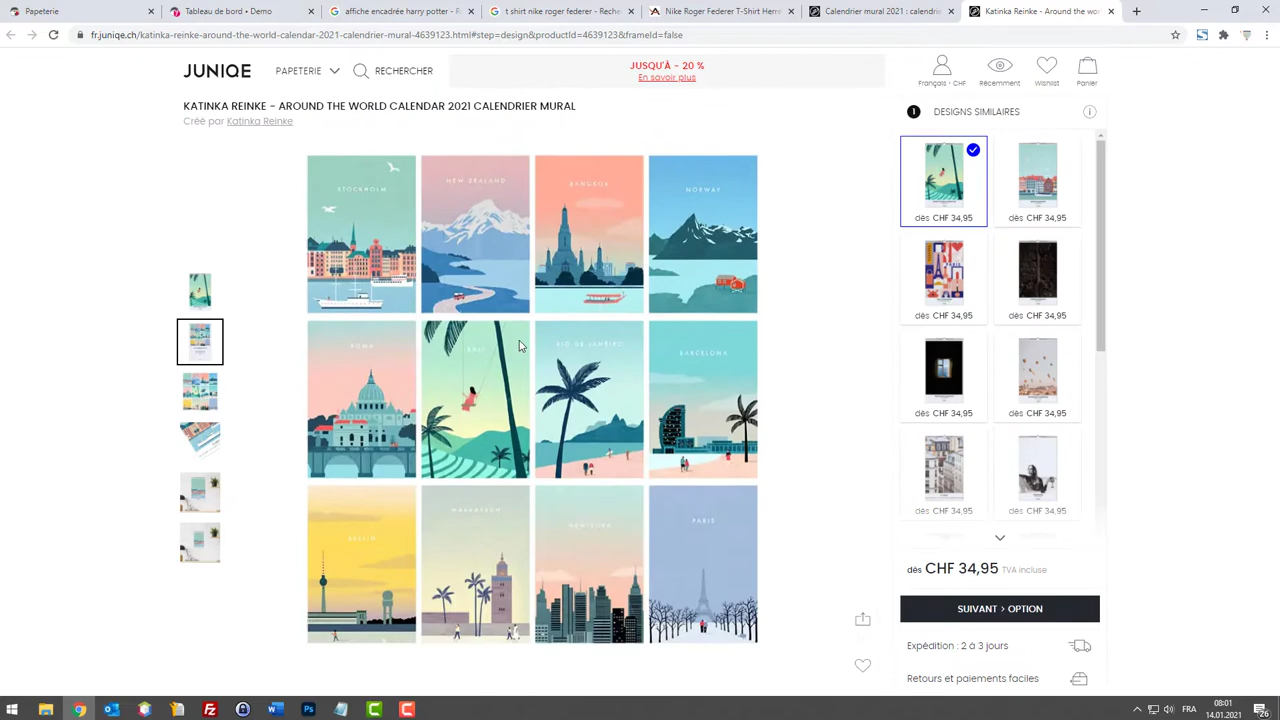 Papeterie
Tableau de bord • Demo
affiche encadrée harry potter - R
t shirt nike roger federer - Reche
Nike Roger Federer T-Shirt Herre
Calendrier mural 2021 : calendrie
Katinka Reinke - Around the wor
fr.juniqe.ch/katinka-reinke-around-the-world-calendar-2021-calendrier-mural-4639123.html#step=design&productId=4639123&frameId=false
JUNIQE
PAPETERIE
RECHERCHER
JUSQU'À - 20 %
En savoir plus
Français • CHF
Récemment
Wishlist
Panier
KATINKA REINKE - AROUND THE WORLD CALENDAR 2021 CALENDRIER MURAL
Créé par Katinka Reinke
1 DESIGNS SIMILAIRES
STOCKHOLM
NEW ZEALAND
BANGKOK
NORWAY
ROMA
BALI
RIO DE JANEIRO
BARCELONA
BERLIN
MARRAKESH
NEW YORK
PARIS
dès CHF 34,95
dès CHF 34,95
dès CHF 34,95
dès CHF 34,95
dès CHF 34,95
dès CHF 34,95
dès CHF 34,95
dès CHF 34,95
dès CHF 34,95 TVA incluse
SUIVANT > OPTION
Expédition : 2 à 3 jours
Retours et paiements faciles
FRA
08:01
14.01.2021
26